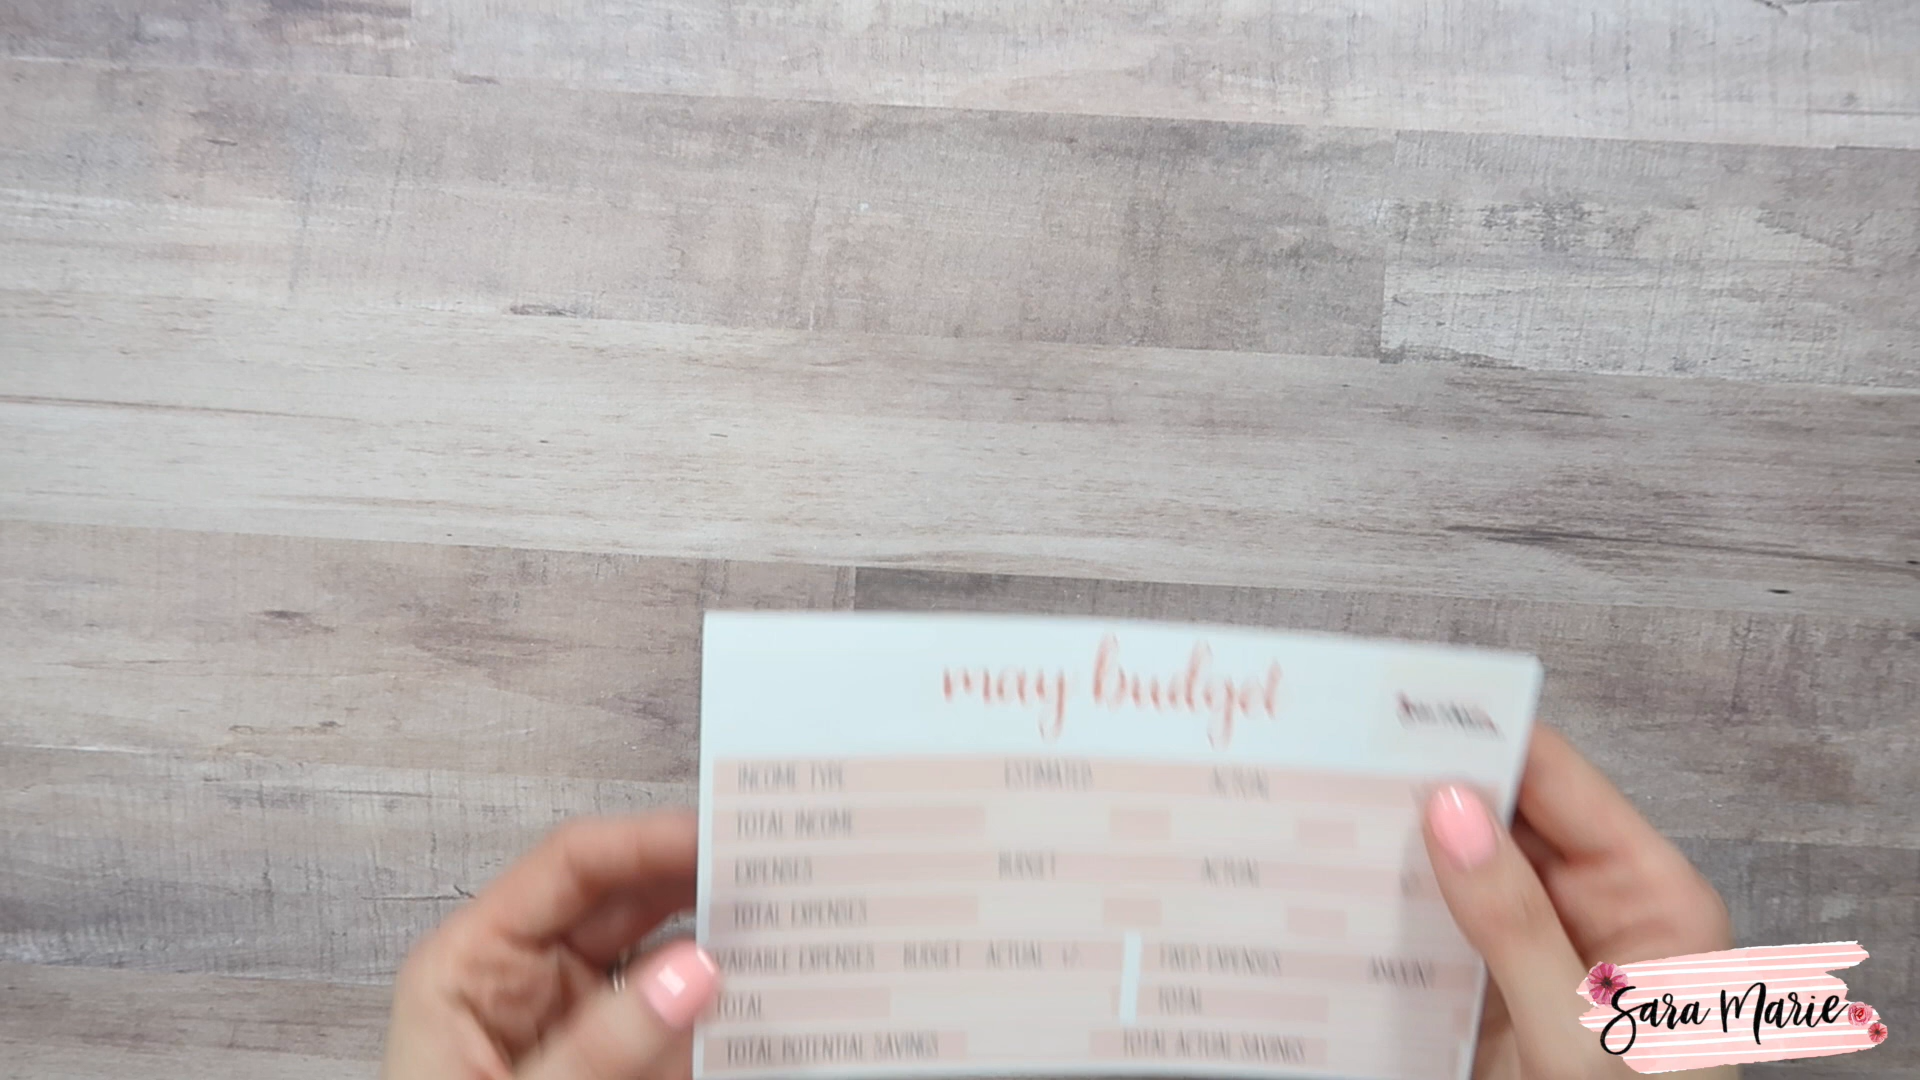 may budget
INCOME TYPE ESTIMATED ACTUAL
TOTAL INCOME
EXPENSES BUDGET ACTUAL
TOTAL EXPENSES
VARIABLE EXPENSES BUDGET ACTUAL +/- FIXED EXPENSES AMOUNT
TOTAL TOTAL
TOTAL POTENTIAL SAVINGS TOTAL ACTUAL SAVINGS
Sara Marie